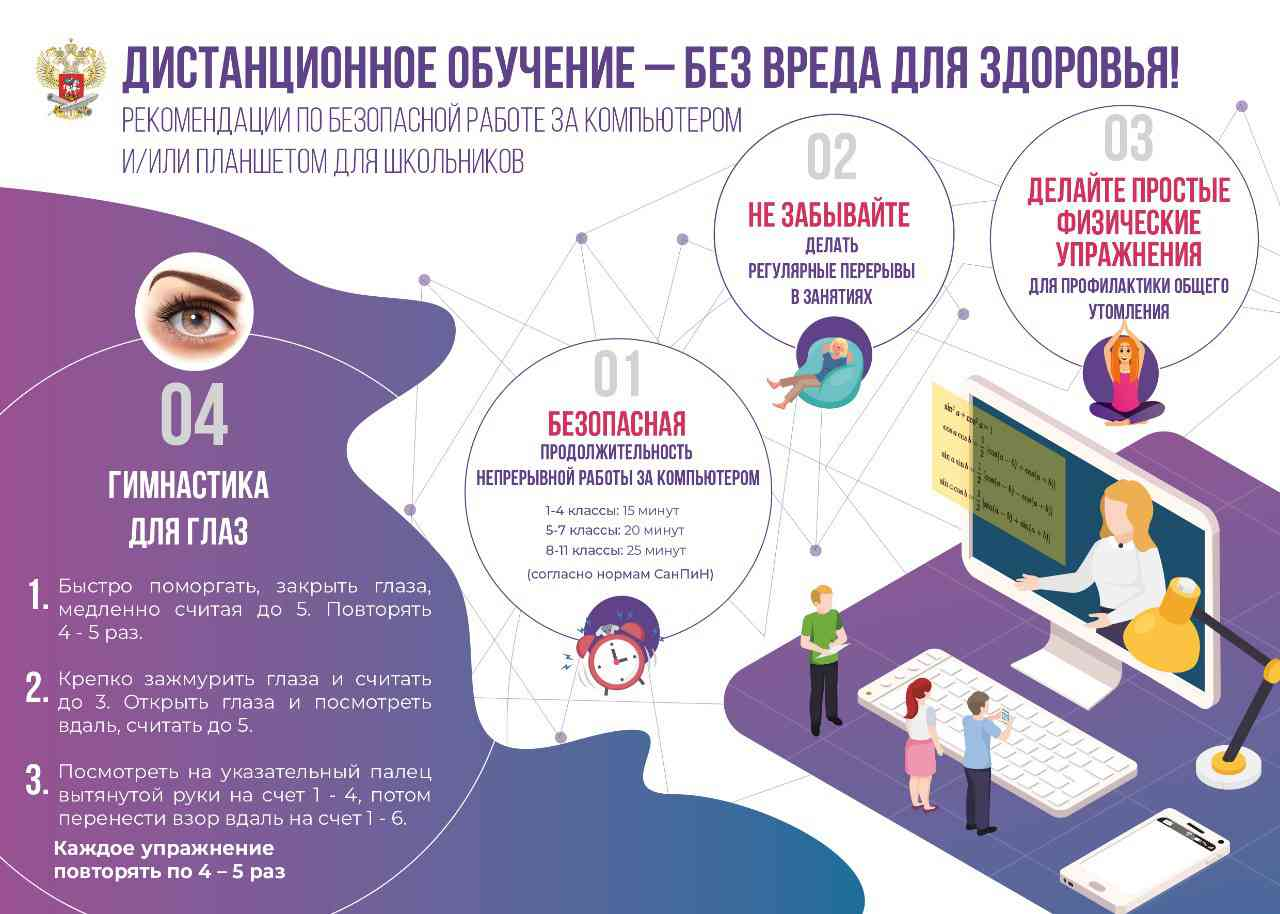 ДИСТАНЦИОННОЕ ОБУЧЕНИЕ – БЕЗ ВРЕДА ДЛЯ ЗДОРОВЬЯ!
РЕКОМЕНДАЦИИ ПО БЕЗОПАСНОЙ РАБОТЕ ЗА КОМПЬЮТЕРОМ
И/ИЛИ ПЛАНШЕТОМ ДЛЯ ШКОЛЬНИКОВ
01
БЕЗОПАСНАЯ
ПРОДОЛЖИТЕЛЬНОСТЬ
НЕПРЕРЫВНОЙ РАБОТЫ ЗА КОМПЬЮТЕРОМ
1-4 классы: 15 минут
5-7 классы: 20 минут
8-11 классы: 25 минут
(согласно нормам СанПиН)
02
НЕ ЗАБЫВАЙТЕ
ДЕЛАТЬ
РЕГУЛЯРНЫЕ ПЕРЕРЫВЫ
В ЗАНЯТИЯХ
03
ДЕЛАЙТЕ ПРОСТЫЕ
ФИЗИЧЕСКИЕ
УПРАЖНЕНИЯ
ДЛЯ ПРОФИЛАКТИКИ ОБЩЕГО
УТОМЛЕНИЯ
04
ГИМНАСТИКА
ДЛЯ ГЛАЗ
1. Быстро поморгать, закрыть глаза,
медленно считая до 5. Повторять
4 - 5 раз.
2. Крепко зажмурить глаза и считать
до 3. Открыть глаза и посмотреть
вдаль, считать до 5.
3. Посмотреть на указательный палец
вытянутой руки на счет 1 - 4, потом
перенести взор вдаль на счет 1 - 6.
Каждое упражнение
повторять по 4 – 5 раз